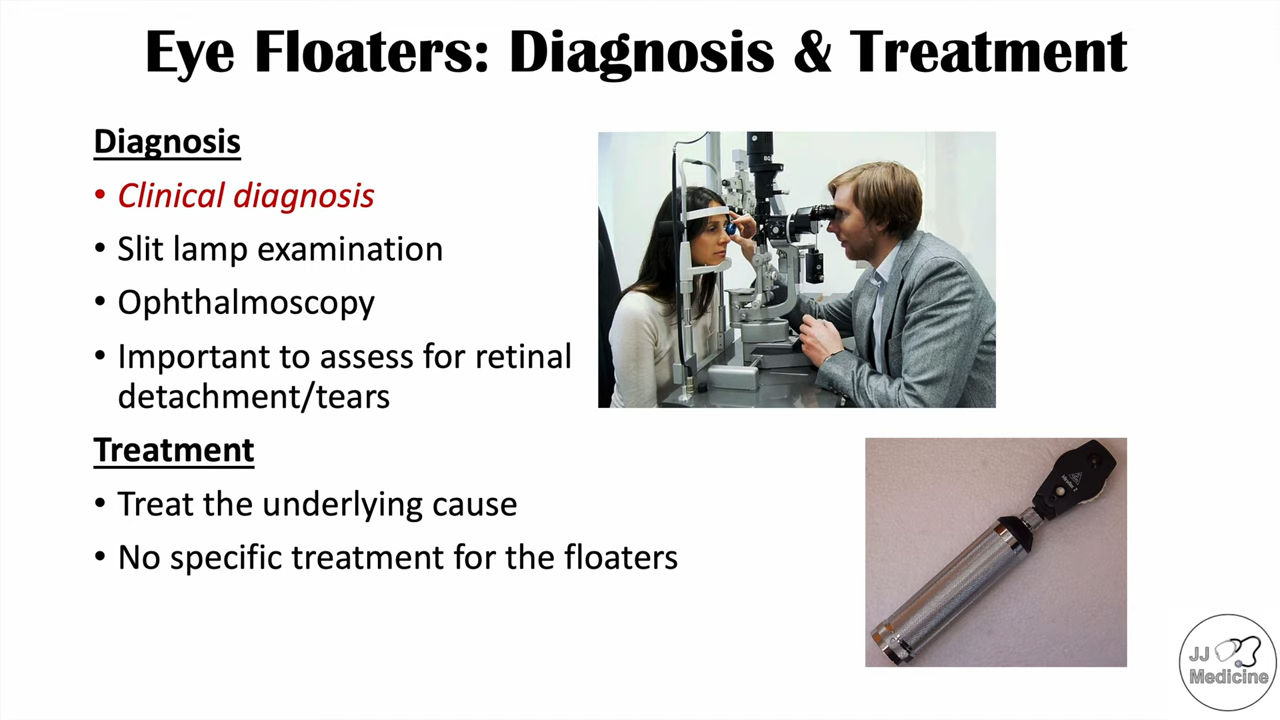 Eye Floaters: Diagnosis & Treatment
Diagnosis
• Clinical diagnosis
• Slit lamp examination
• Ophthalmoscopy
• Important to assess for retinal
detachment/tears
Treatment
• Treat the underlying cause
• No specific treatment for the floaters
JJ
Medicine